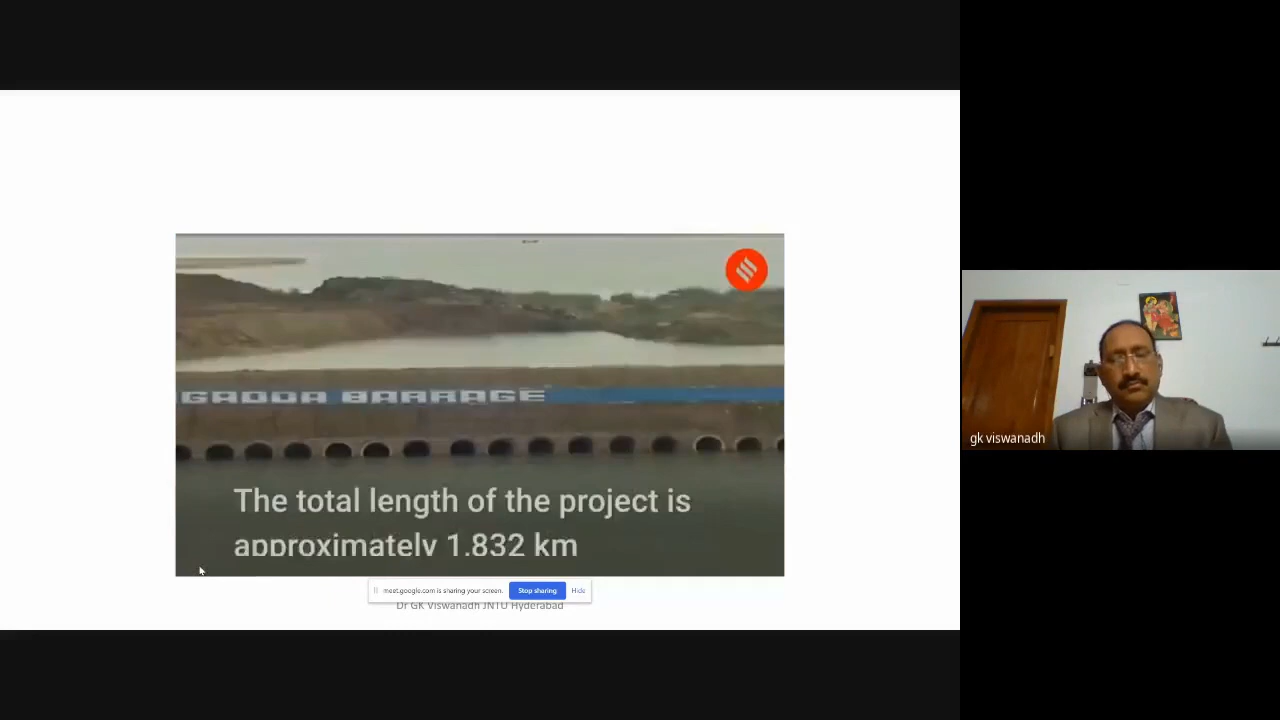 GADDA BARRAGE
The total length of the project is
approximately 1.832 km
meet.google.com is sharing your screen.
Stop sharing
Hide
Dr GK Viswanadh JNTU Hyderabad
gk viswanadh